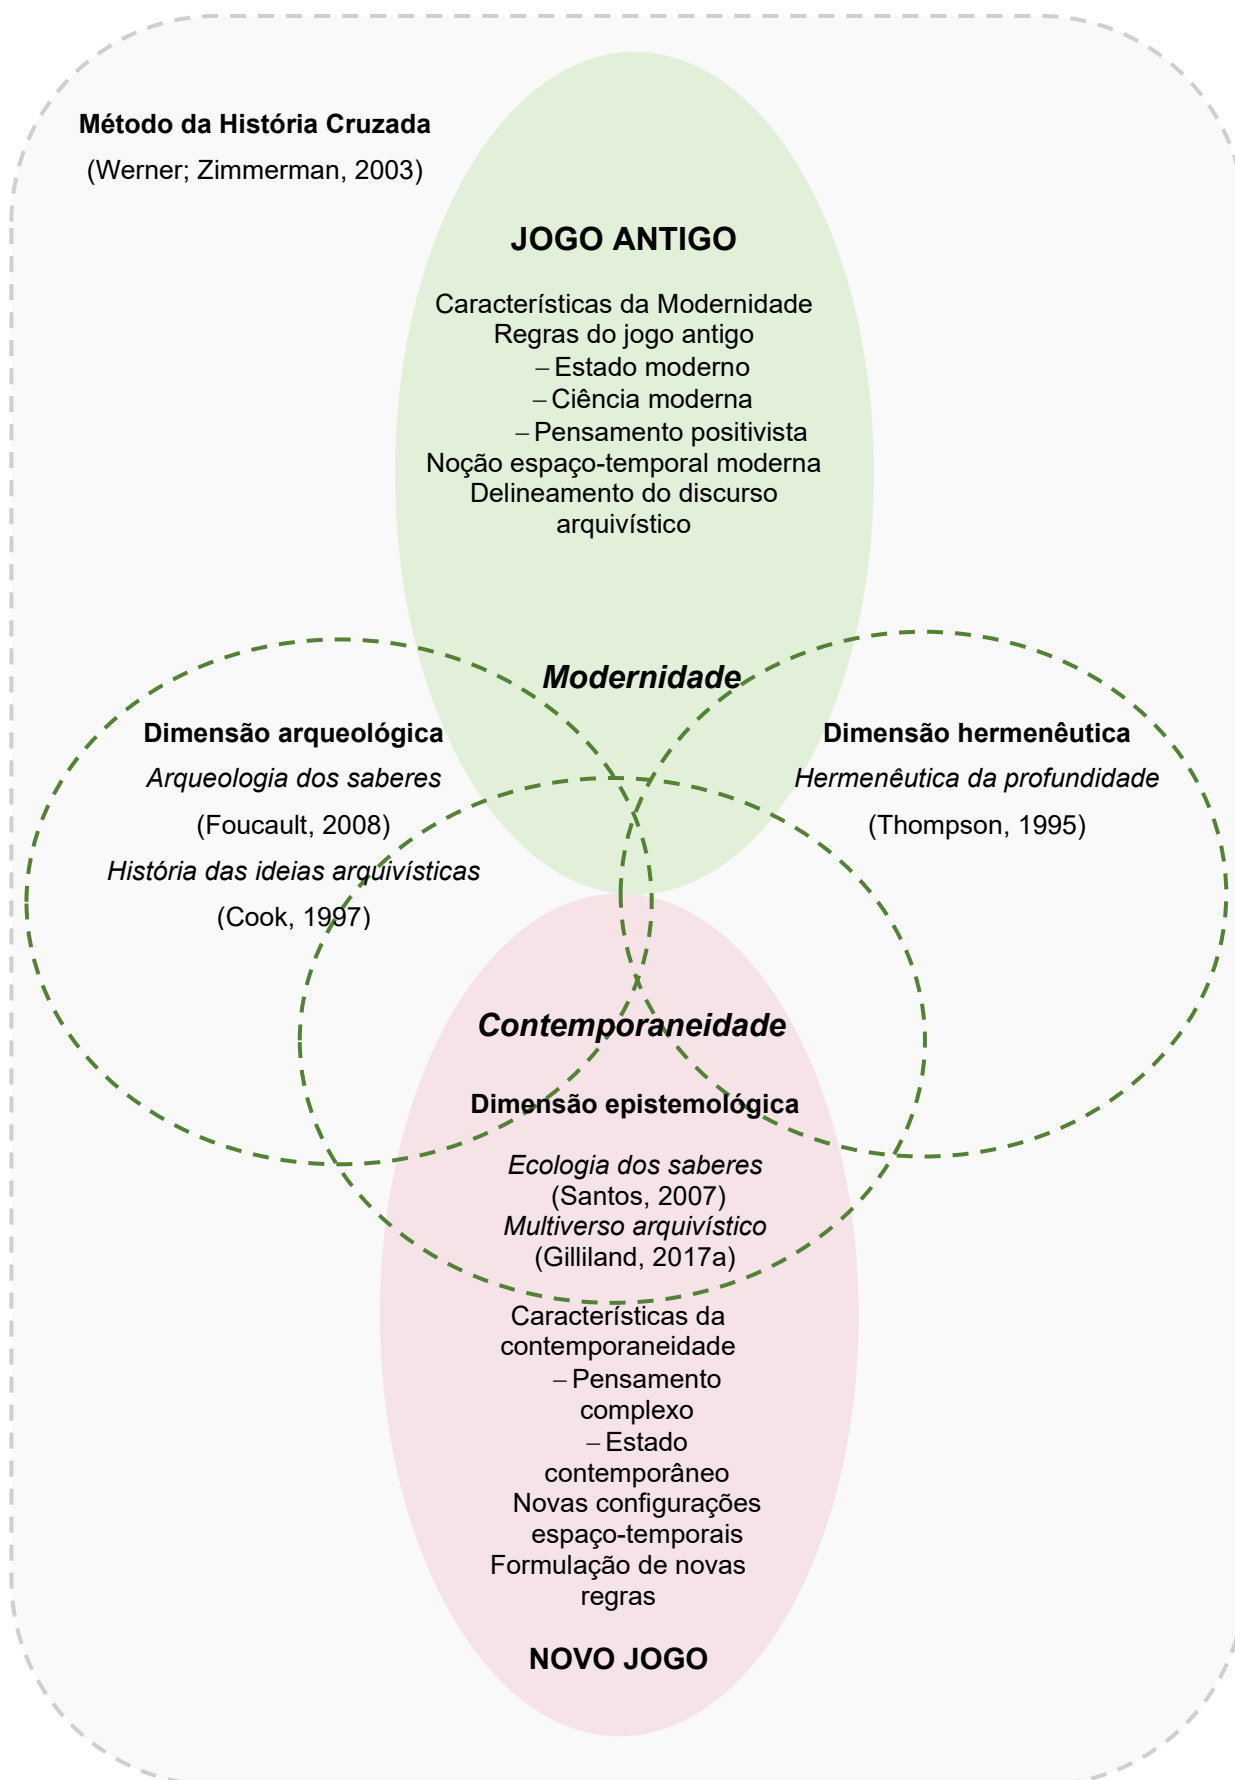 Método da História Cruzada
(Werner; Zimmerman, 2003)
JOGO ANTIGO
Características da Modernidade
Regras do jogo antigo
– Estado moderno
– Ciência moderna
– Pensamento positivista
Noção espaço-temporal moderna
Delineamento do discurso
arquivístico
Modernidade
Dimensão arqueológica
Arqueologia dos saberes
(Foucault, 2008)
História das ideias arquivísticas
(Cook, 1997)
Dimensão hermenêutica
Hermenêutica da profundidade
(Thompson, 1995)
Contemporaneidade
Dimensão epistemológica
Ecologia dos saberes
(Santos, 2007)
Multiverso arquivístico
(Gilliland, 2017a)
Características da
contemporaneidade
– Pensamento
complexo
– Estado
contemporâneo
Novas configurações
espaço-temporais
Formulação de novas
regras
NOVO JOGO